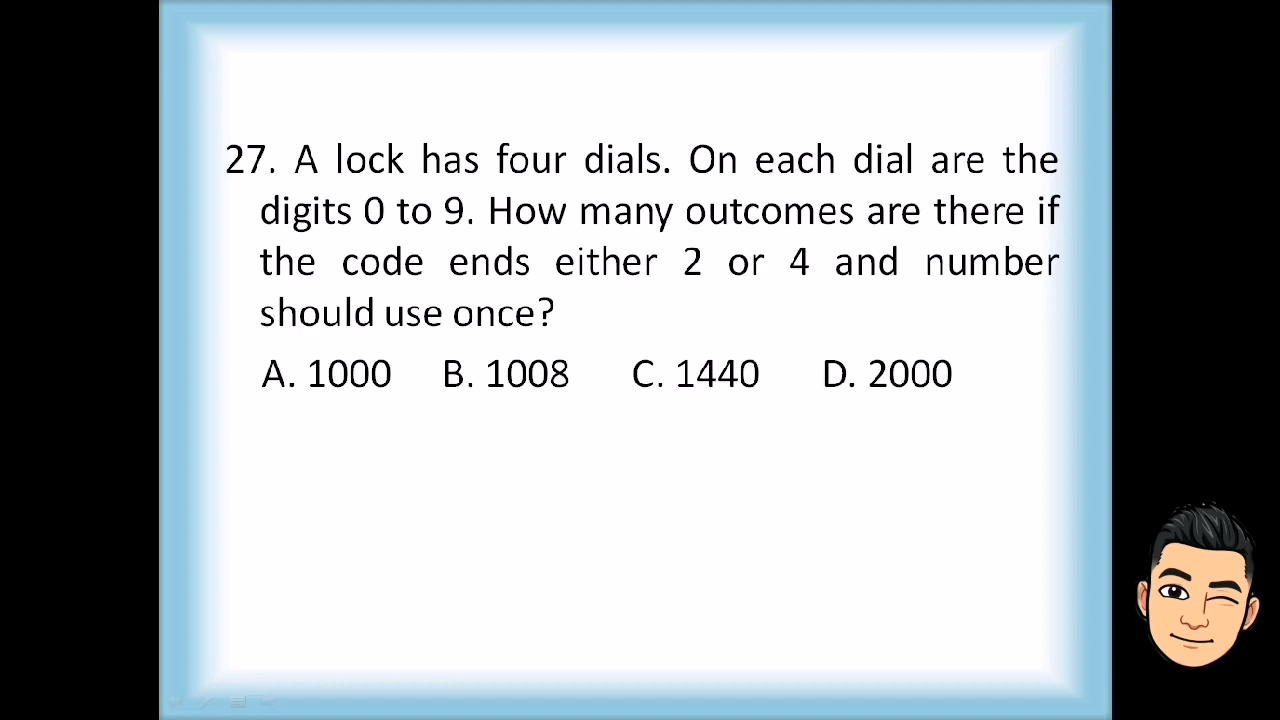 27. A lock has four dials. On each dial are the
digits 0 to 9. How many outcomes are there if
the code ends either 2 or 4 and number
should use once?
A. 1000 B. 1008 C. 1440 D. 2000